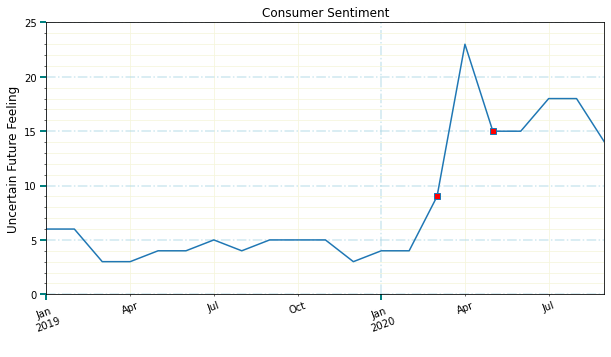 Consumer Sentiment
Uncertain Future Feeling
25
20
15
10
5
0
Jan
2019
Apr
Jul
Oct
Jan
2020
Apr
Jul